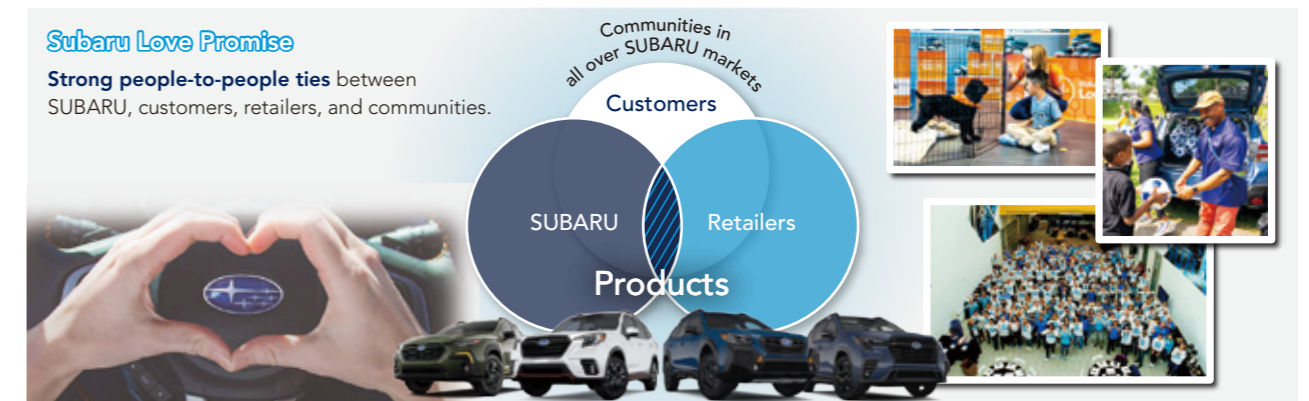 Subaru Love Promise
Strong people-to-people ties between
SUBARU, customers, retailers, and communities.
Communities in
all over SUBARU markets
Customers
SUBARU
Retailers
Products